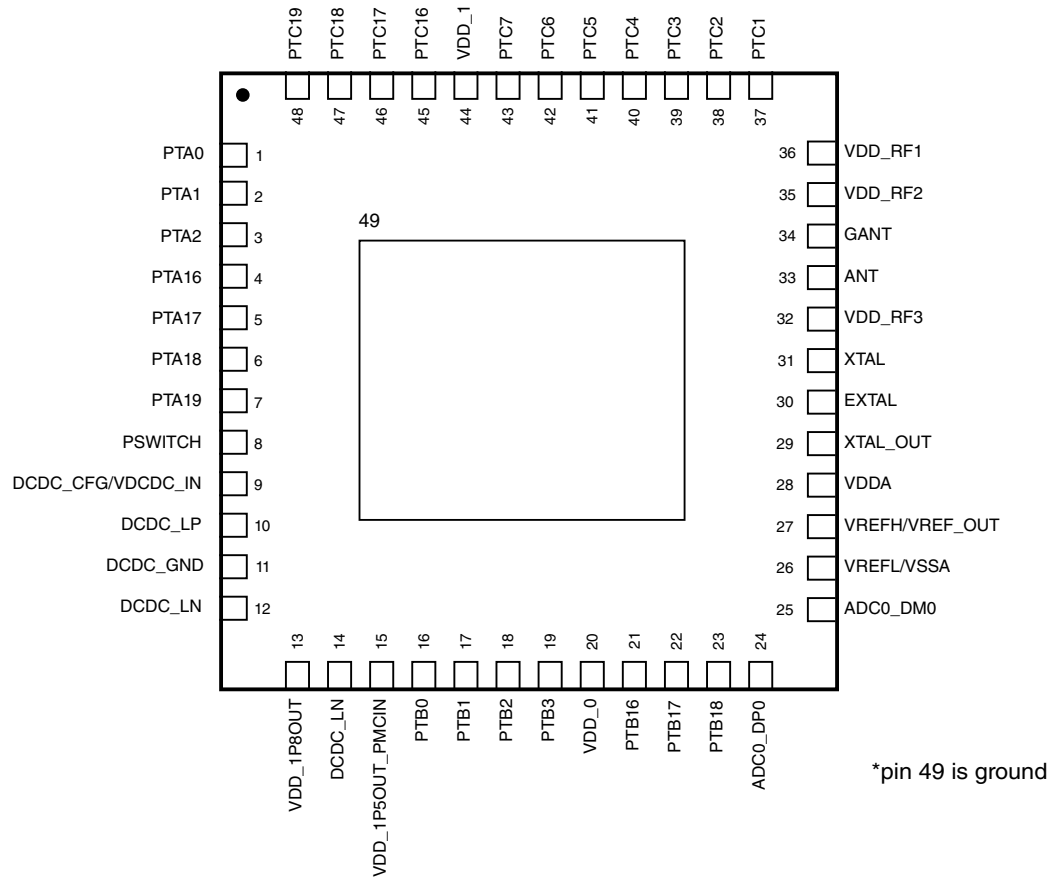 PTC19 PTC18 PTC17 PTC16 VDD_1 PTC7 PTC6 PTC5 PTC4 PTC3 PTC2 PTC1
48 47 46 45 44 43 42 41 40 39 38 37
PTA0 1 36 VDD_RF1
PTA1 2 35 VDD_RF2
49
PTA2 3 34 GANT
PTA16 4 33 ANT
PTA17 5 32 VDD_RF3
PTA18 6 31 XTAL
PTA19 7 30 EXTAL
PSWITCH 8 29 XTAL_OUT
DCDC_CFG/VDCDC_IN 9 28 VDDA
DCDC_LP 10 27 VREFH/VREF_OUT
DCDC_GND 11 26 VREFL/VSSA
DCDC_LN 12 25 ADC0_DM0
13 14 15 16 17 18 19 20 21 22 23 24
VDD_1P8OUT DCDC_LN VDD_1P5OUT_PMCIN PTB0 PTB1 PTB2 PTB3 VDD_0 PTB16 PTB17 PTB18 ADC0_DP0
*pin 49 is ground